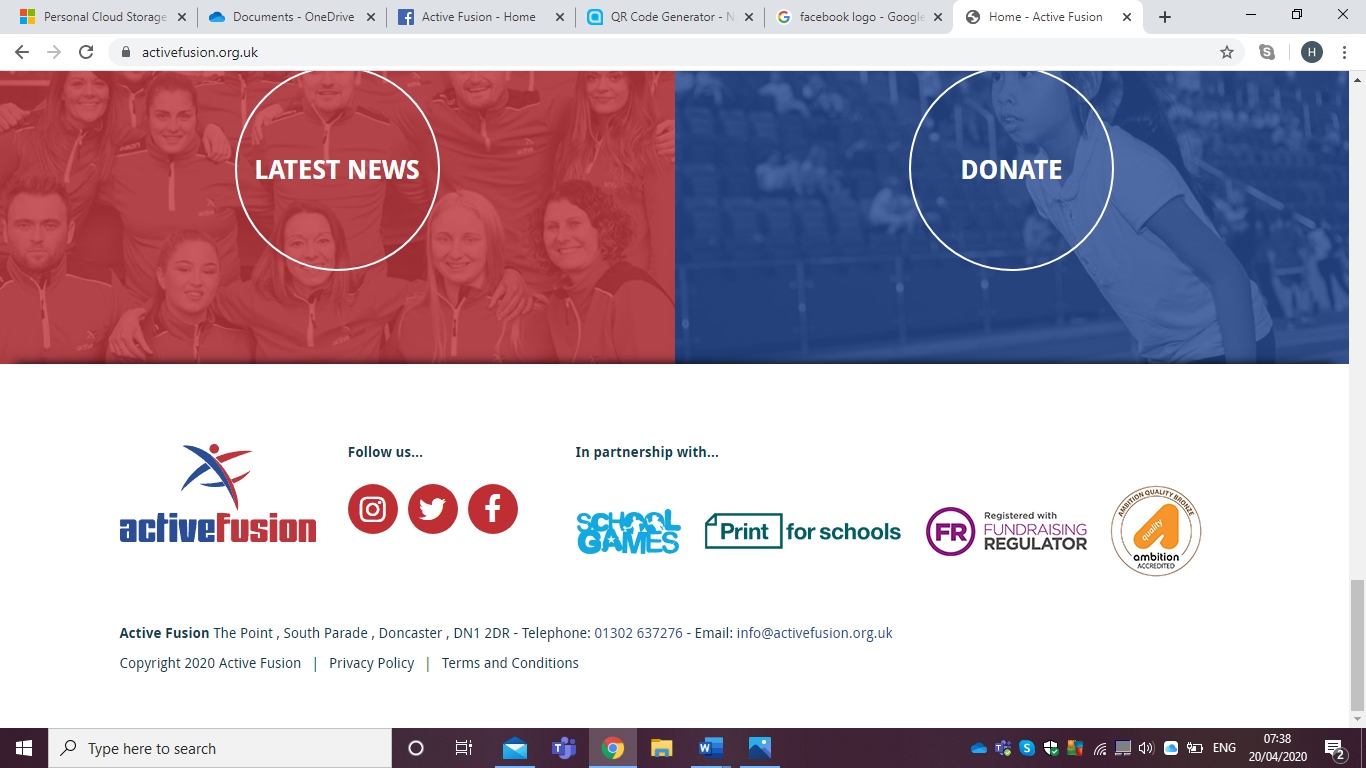 Personal Cloud Storage
Documents - OneDrive
Active Fusion - Home
QR Code Generator - N
facebook logo - Google
Home - Active Fusion
activefusion.org.uk
H
LATEST NEWS
DONATE
activefusion
Follow us...
In partnership with...
SCHOOL
GAMES
Print for schools
FR
Registered with
FUNDRAISING
REGULATOR
AMBITION QUALITY BRONZE
quality
ambition
ACCREDITED
Active Fusion The Point , South Parade , Doncaster , DN1 2DR - Telephone: 01302 637276 - Email: info@activefusion.org.uk
Copyright 2020 Active Fusion | Privacy Policy | Terms and Conditions
Type here to search
ENG
07:38
20/04/2020
2